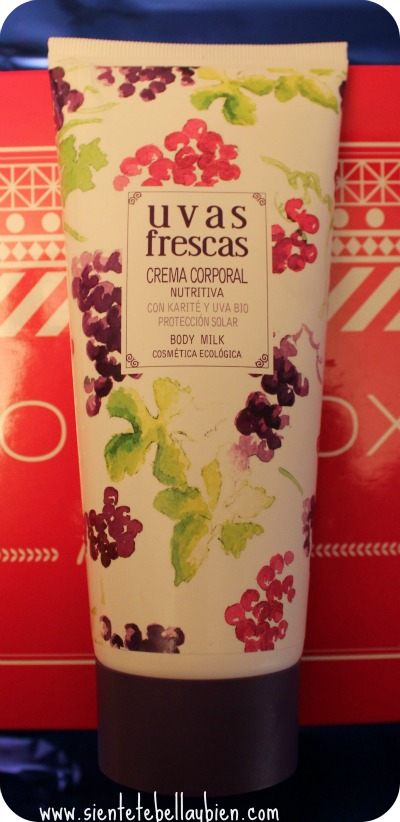 uvas
frescas
CREMA CORPORAL
NUTRITIVA
CON KARITÉ Y UVA BIO
PROTECCIÓN SOLAR
BODY MILK
COSMÉTICA ECOLÓGICA
www.sientetebellaybien.com